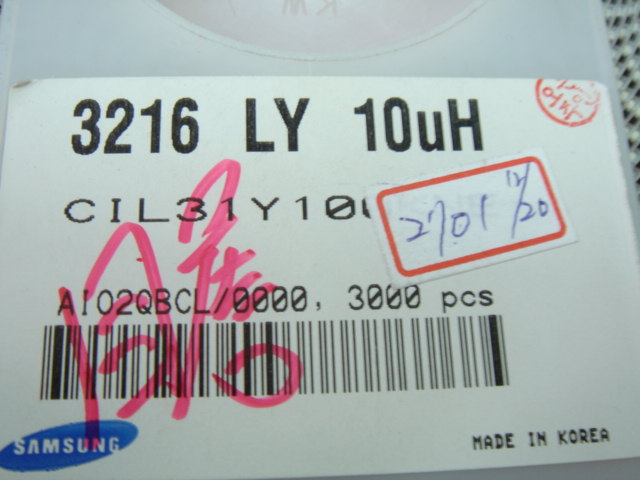 3216 LY 10uH
CIL31Y10
2701 12/20
AI02QBCL/0000, 3000 pcs
SAMSUNG
MADE IN KOREA